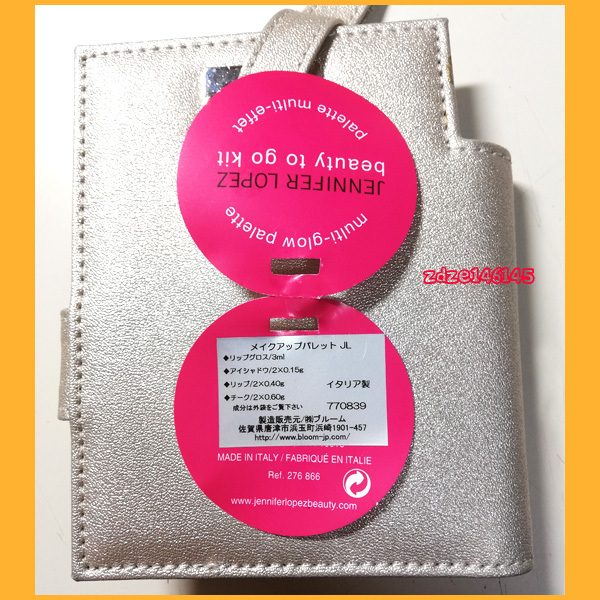 multi-glow palette
JENNIFER LOPEZ
beauty to go kit
palette multi-effet
zdze146145
メイクアップパレット JL
◆リップグロス/3ml
◆アイシャドウ/2×0.15g
◆リップ/2×0.40g イタリア製
◆チーク/2×0.60g
成分は外袋をご覧下さい 770839
製造販売元/㈱ブルーム
佐賀県唐津市浜玉町浜崎1901-457
http://www.bloom-jp.com/
MADE IN ITALY / FABRIQUÉ EN ITALIE
Ref. 276 866
www.jenniferlopezbeauty.com